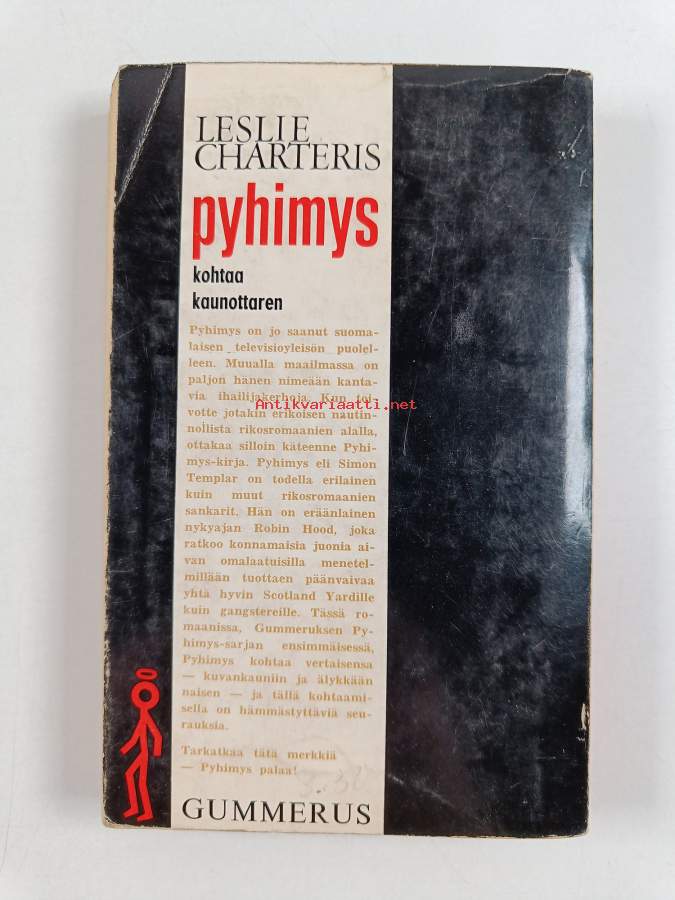 LESLIE
CHARTERIS
pyhimys
kohtaa
kaunottaren
Pyhimys on jo saanut suoma-
laisen televisioyleisön puolel-
leen. Muualla maailmassa on
paljon hänen nimeään kanta-
via ihailijakerhoja. Kun toi-
Antikvariaatti.net
votte jotakin erikoisen nautin-
nollista rikosromaanien alalla,
ottakaa silloin käteenne Pyhi-
mys-kirja. Pyhimys eli Simon
Templar on todella erilainen
kuin muut rikosromaanien
sankarit. Hän on eräänlainen
nykyajan Robin Hood, joka
ratkoo konnamaisia juonia ai-
van omalaatuisilla menetel-
millään tuottaen päänvaivaa
yhtä hyvin Scotland Yardille
kuin gangstereille. Tässä ro-
maanissa, Gummeruksen Py-
himys-sarjan ensimmäisessä,
Pyhimys kohtaa vertaisensa
— kuvankauniin ja älykkään
naisen — ja tällä kohtaami-
sella on hämmästyttäviä seu-
rauksia.
Tarkatkaa tätä merkkiä
— Pyhimys palaa!
GUMMERUS